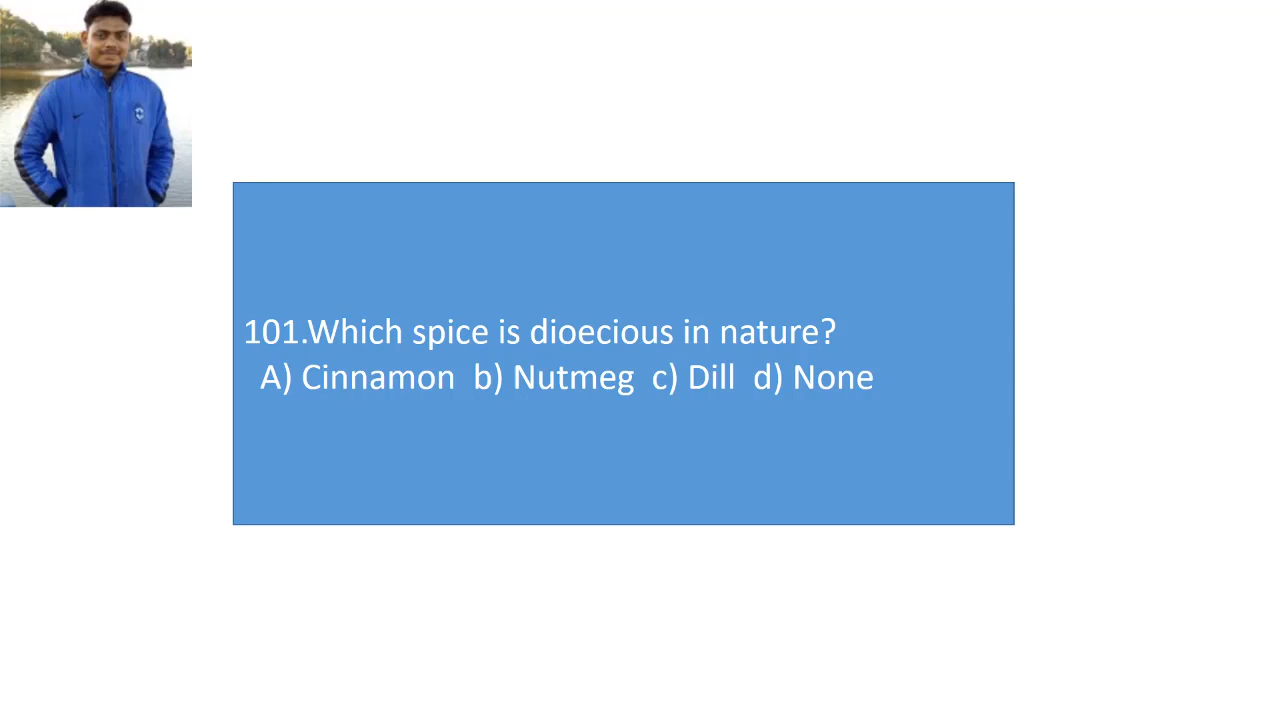 101.Which spice is dioecious in nature?
A) Cinnamon b) Nutmeg c) Dill d) None